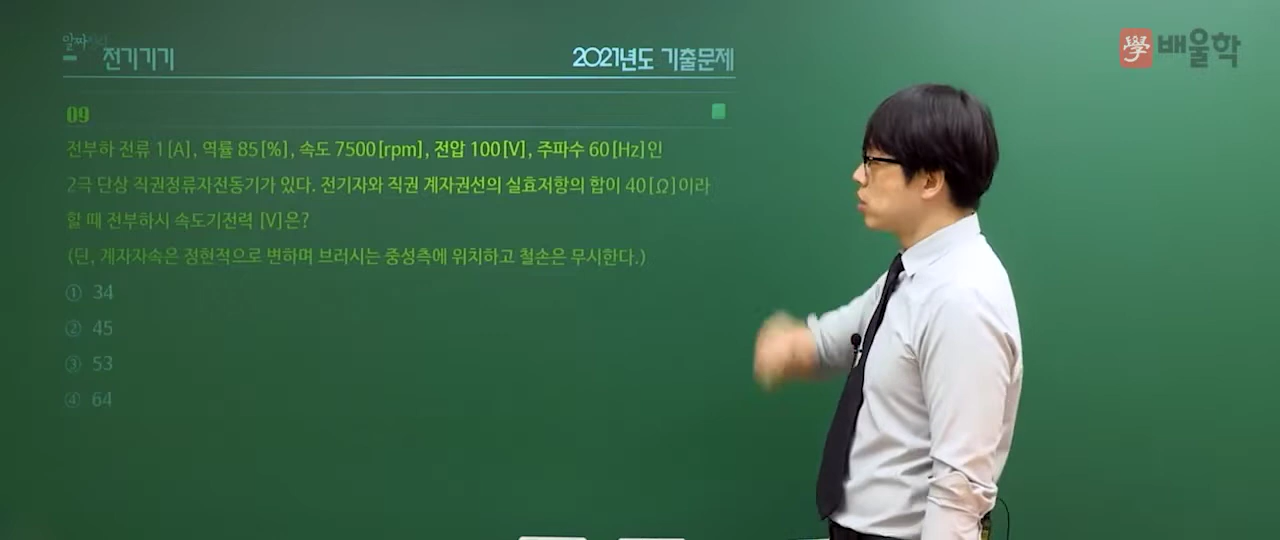 알짜
전기기기
2021년도 기출문제
學 배울학
09
전부하 전류 1[A], 역률 85[%], 속도 7500[rpm], 전압 100[V], 주파수 60[Hz]인
2극 단상 직권정류자전동기가 있다. 전기자와 직권 계자권선의 실효저항의 합이 40[Ω]이라
할 때 전부하시 속도기전력 [V]은?
(단, 계자자속은 정현적으로 변하며 브러시는 중성측에 위치하고 철손은 무시한다.)
① 34
② 45
③ 53
④ 64